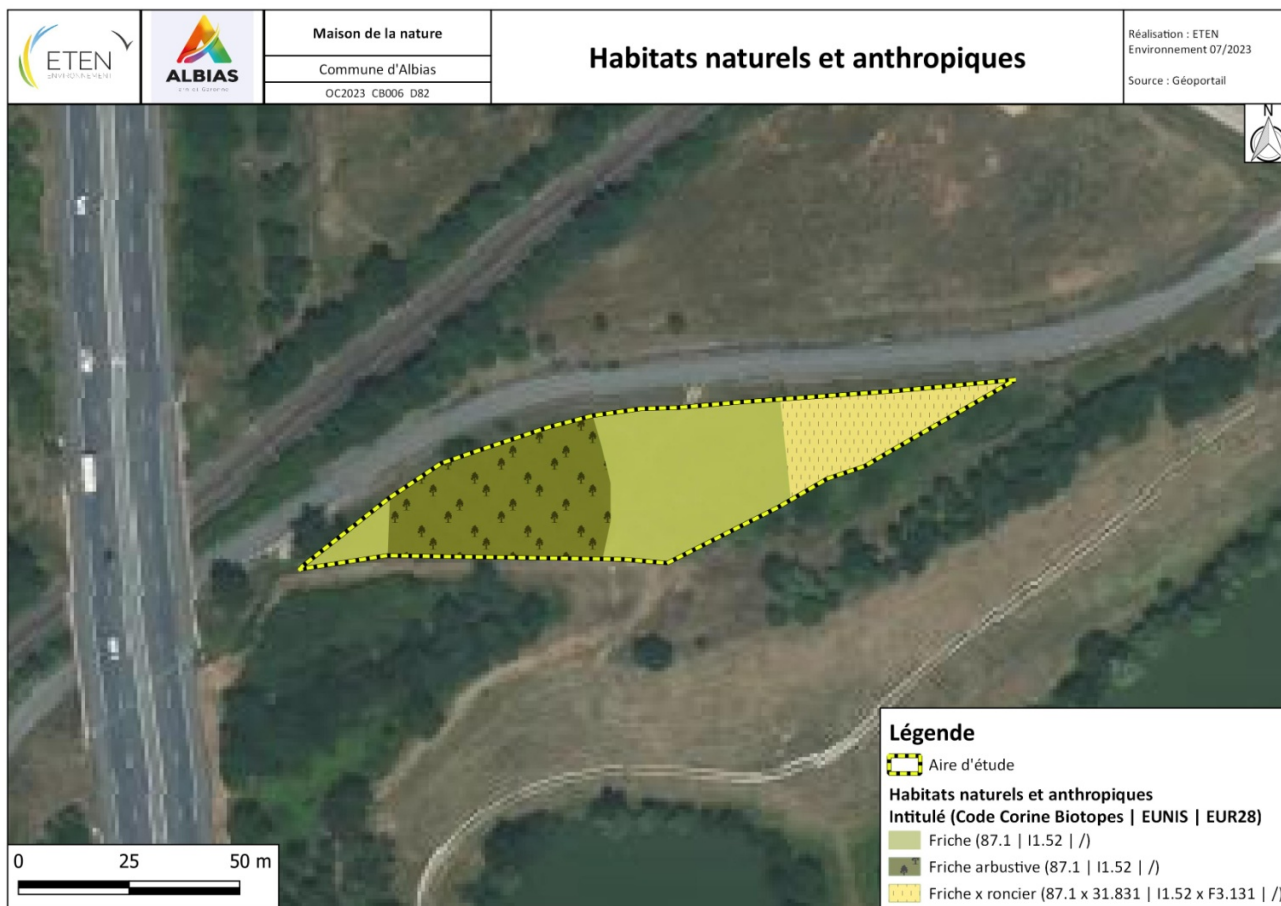 ETEN
ENVIRONNEMENT
ALBIAS
Maison de la nature
Commune d'Albias
OC2023 CB006 D82
Habitats naturels et anthropiques
Réalisation : ETEN
Environnement 07/2023
Source : Géoportail
N
Légende
Aire d'étude
Habitats naturels et anthropiques
Intitulé (Code Corine Biotopes | EUNIS | EUR28)
Friche (87.1 | I1.52 | /)
Friche arbustive (87.1 | I1.52 | /)
Friche x roncier (87.1 x 31.831 | I1.52 x F3.131 | /)
0 25 50 m